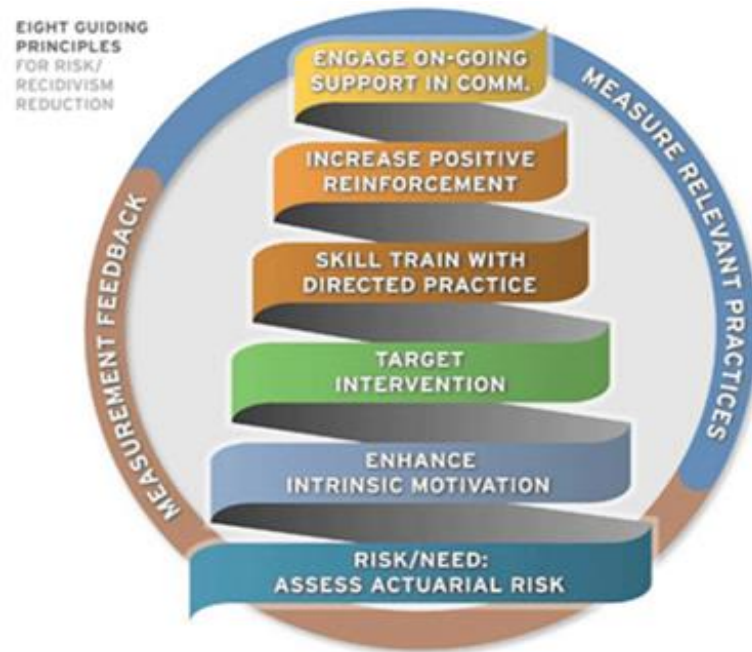 EIGHT GUIDING
PRINCIPLES
FOR RISK/
RECIDIVISM
REDUCTION
ENGAGE ON-GOING
SUPPORT IN COMM.
INCREASE POSITIVE
REINFORCEMENT
SKILL TRAIN WITH
DIRECTED PRACTICE
TARGET
INTERVENTION
ENHANCE
INTRINSIC MOTIVATION
RISK/NEED:
ASSESS ACTUARIAL RISK
MEASUREMENT FEEDBACK
MEASURE RELEVANT PRACTICES